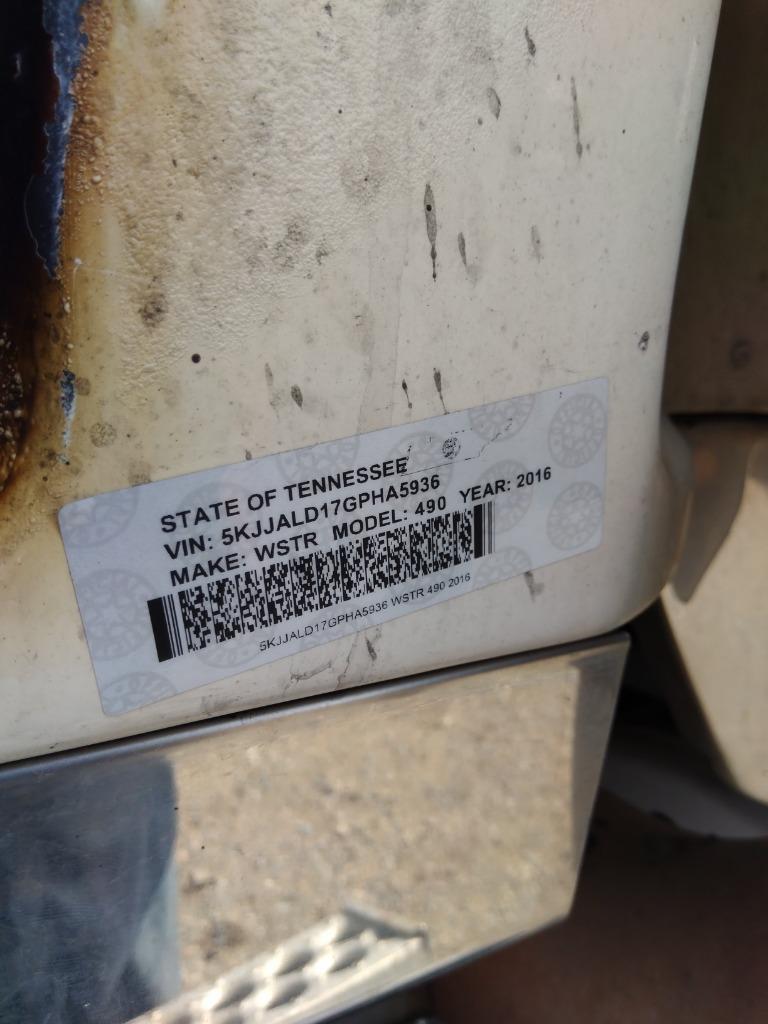 STATE OF TENNESSEE
VIN: 5KJJALD17GPHA5936
MAKE: WSTR MODEL: 490 YEAR: 2016
5KJJALD17GPHA5936 WSTR 490 2016